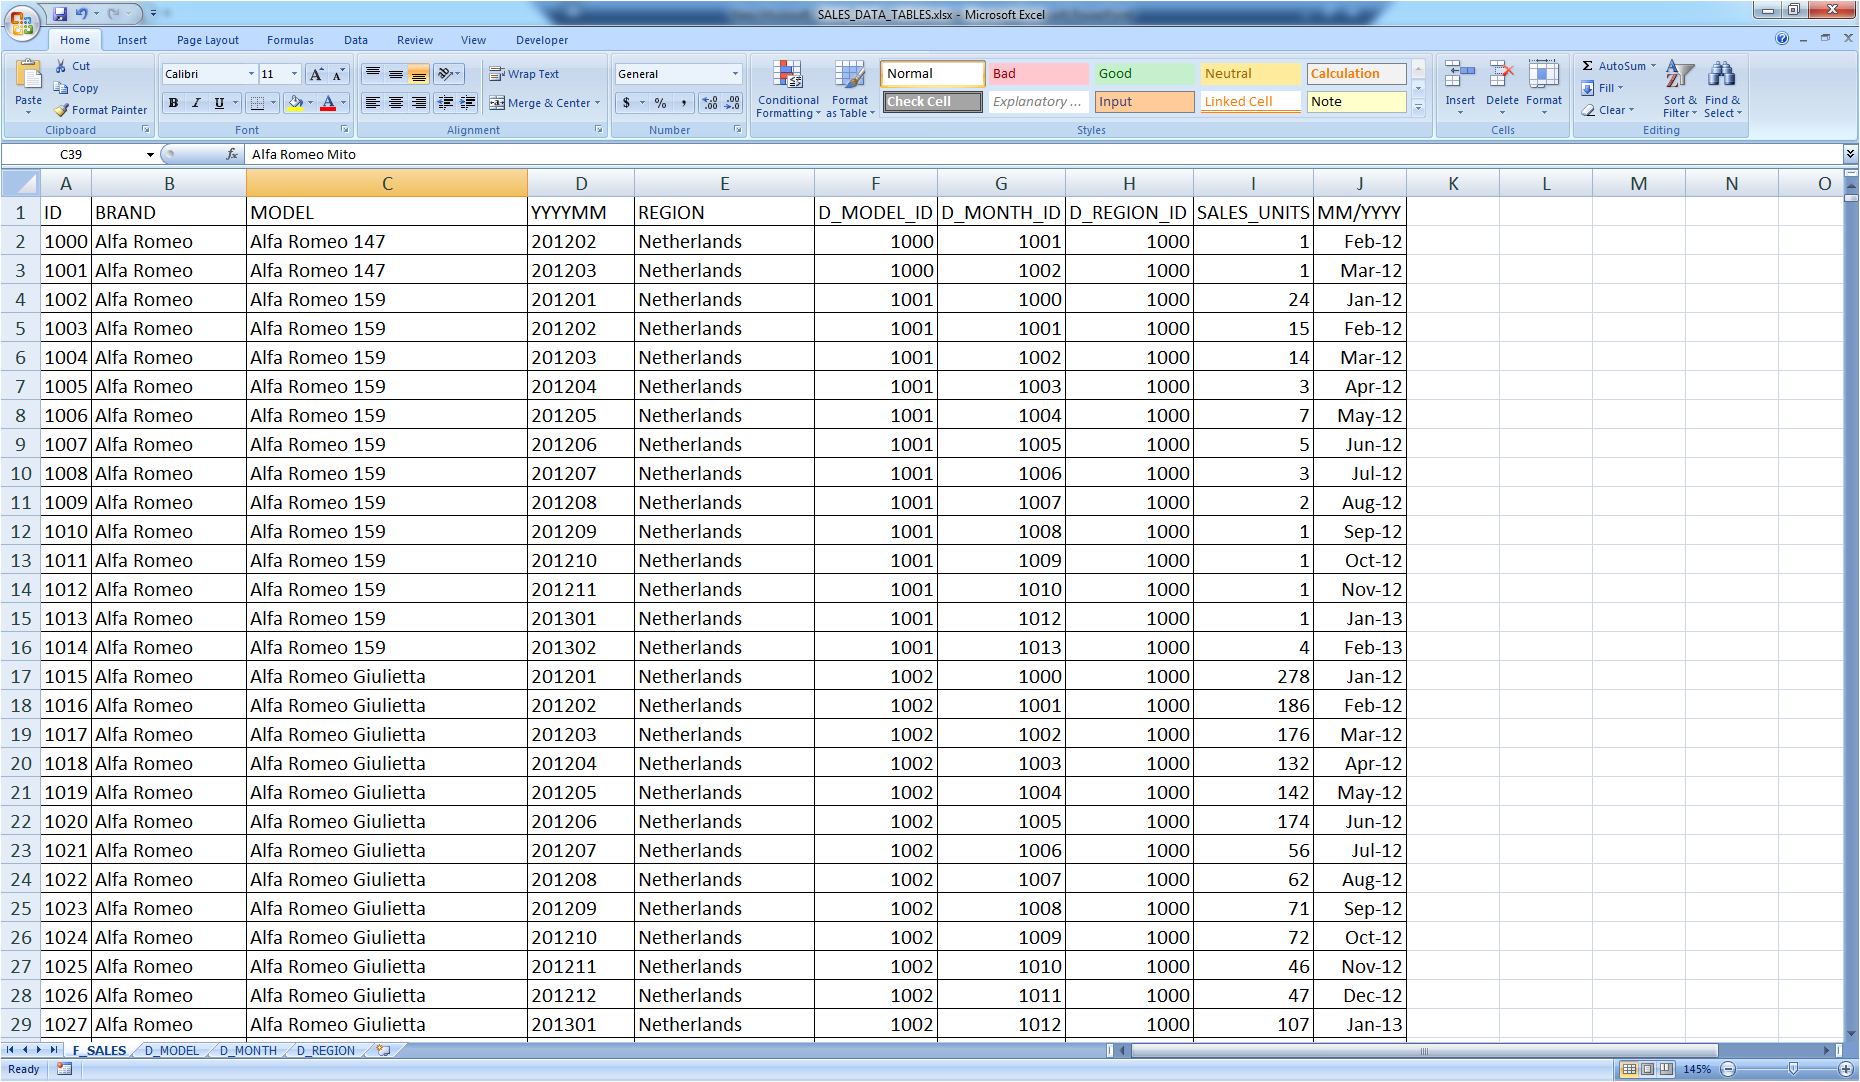 SALES_DATA_TABLES.xlsx - Microsoft Excel
Home Insert Page Layout Formulas Data Review View Developer
Paste
Cut
Copy
Format Painter
Clipboard
Calibri 11
B I U
Font
Wrap Text
Merge & Center
Alignment
General
$ % ,
Number
Conditional Formatting
Format as Table
Normal Bad Good Neutral Calculation
Check Cell Explanatory ... Input Linked Cell Note
Styles
Insert Delete Format
Cells
Σ AutoSum
Fill
Clear
Sort & Filter
Find & Select
Editing
C39 fx Alfa Romeo Mito
A B C D E F G H I J K L M N O
1 ID BRAND MODEL YYYYMM REGION D_MODEL_ID D_MONTH_ID D_REGION_ID SALES_UNITS MM/YYYY
2 1000 Alfa Romeo Alfa Romeo 147 201202 Netherlands 1000 1001 1000 1 Feb-12
3 1001 Alfa Romeo Alfa Romeo 147 201203 Netherlands 1000 1002 1000 1 Mar-12
4 1002 Alfa Romeo Alfa Romeo 159 201201 Netherlands 1001 1000 1000 24 Jan-12
5 1003 Alfa Romeo Alfa Romeo 159 201202 Netherlands 1001 1001 1000 15 Feb-12
6 1004 Alfa Romeo Alfa Romeo 159 201203 Netherlands 1001 1002 1000 14 Mar-12
7 1005 Alfa Romeo Alfa Romeo 159 201204 Netherlands 1001 1003 1000 3 Apr-12
8 1006 Alfa Romeo Alfa Romeo 159 201205 Netherlands 1001 1004 1000 7 May-12
9 1007 Alfa Romeo Alfa Romeo 159 201206 Netherlands 1001 1005 1000 5 Jun-12
10 1008 Alfa Romeo Alfa Romeo 159 201207 Netherlands 1001 1006 1000 3 Jul-12
11 1009 Alfa Romeo Alfa Romeo 159 201208 Netherlands 1001 1007 1000 2 Aug-12
12 1010 Alfa Romeo Alfa Romeo 159 201209 Netherlands 1001 1008 1000 1 Sep-12
13 1011 Alfa Romeo Alfa Romeo 159 201210 Netherlands 1001 1009 1000 1 Oct-12
14 1012 Alfa Romeo Alfa Romeo 159 201211 Netherlands 1001 1010 1000 1 Nov-12
15 1013 Alfa Romeo Alfa Romeo 159 201301 Netherlands 1001 1012 1000 1 Jan-13
16 1014 Alfa Romeo Alfa Romeo 159 201302 Netherlands 1001 1013 1000 4 Feb-13
17 1015 Alfa Romeo Alfa Romeo Giulietta 201201 Netherlands 1002 1000 1000 278 Jan-12
18 1016 Alfa Romeo Alfa Romeo Giulietta 201202 Netherlands 1002 1001 1000 186 Feb-12
19 1017 Alfa Romeo Alfa Romeo Giulietta 201203 Netherlands 1002 1002 1000 176 Mar-12
20 1018 Alfa Romeo Alfa Romeo Giulietta 201204 Netherlands 1002 1003 1000 132 Apr-12
21 1019 Alfa Romeo Alfa Romeo Giulietta 201205 Netherlands 1002 1004 1000 142 May-12
22 1020 Alfa Romeo Alfa Romeo Giulietta 201206 Netherlands 1002 1005 1000 174 Jun-12
23 1021 Alfa Romeo Alfa Romeo Giulietta 201207 Netherlands 1002 1006 1000 56 Jul-12
24 1022 Alfa Romeo Alfa Romeo Giulietta 201208 Netherlands 1002 1007 1000 62 Aug-12
25 1023 Alfa Romeo Alfa Romeo Giulietta 201209 Netherlands 1002 1008 1000 71 Sep-12
26 1024 Alfa Romeo Alfa Romeo Giulietta 201210 Netherlands 1002 1009 1000 72 Oct-12
27 1025 Alfa Romeo Alfa Romeo Giulietta 201211 Netherlands 1002 1010 1000 46 Nov-12
28 1026 Alfa Romeo Alfa Romeo Giulietta 201212 Netherlands 1002 1011 1000 47 Dec-12
29 1027 Alfa Romeo Alfa Romeo Giulietta 201301 Netherlands 1002 1012 1000 107 Jan-13
F_SALES D_MODEL D_MONTH D_REGION
Ready 145%